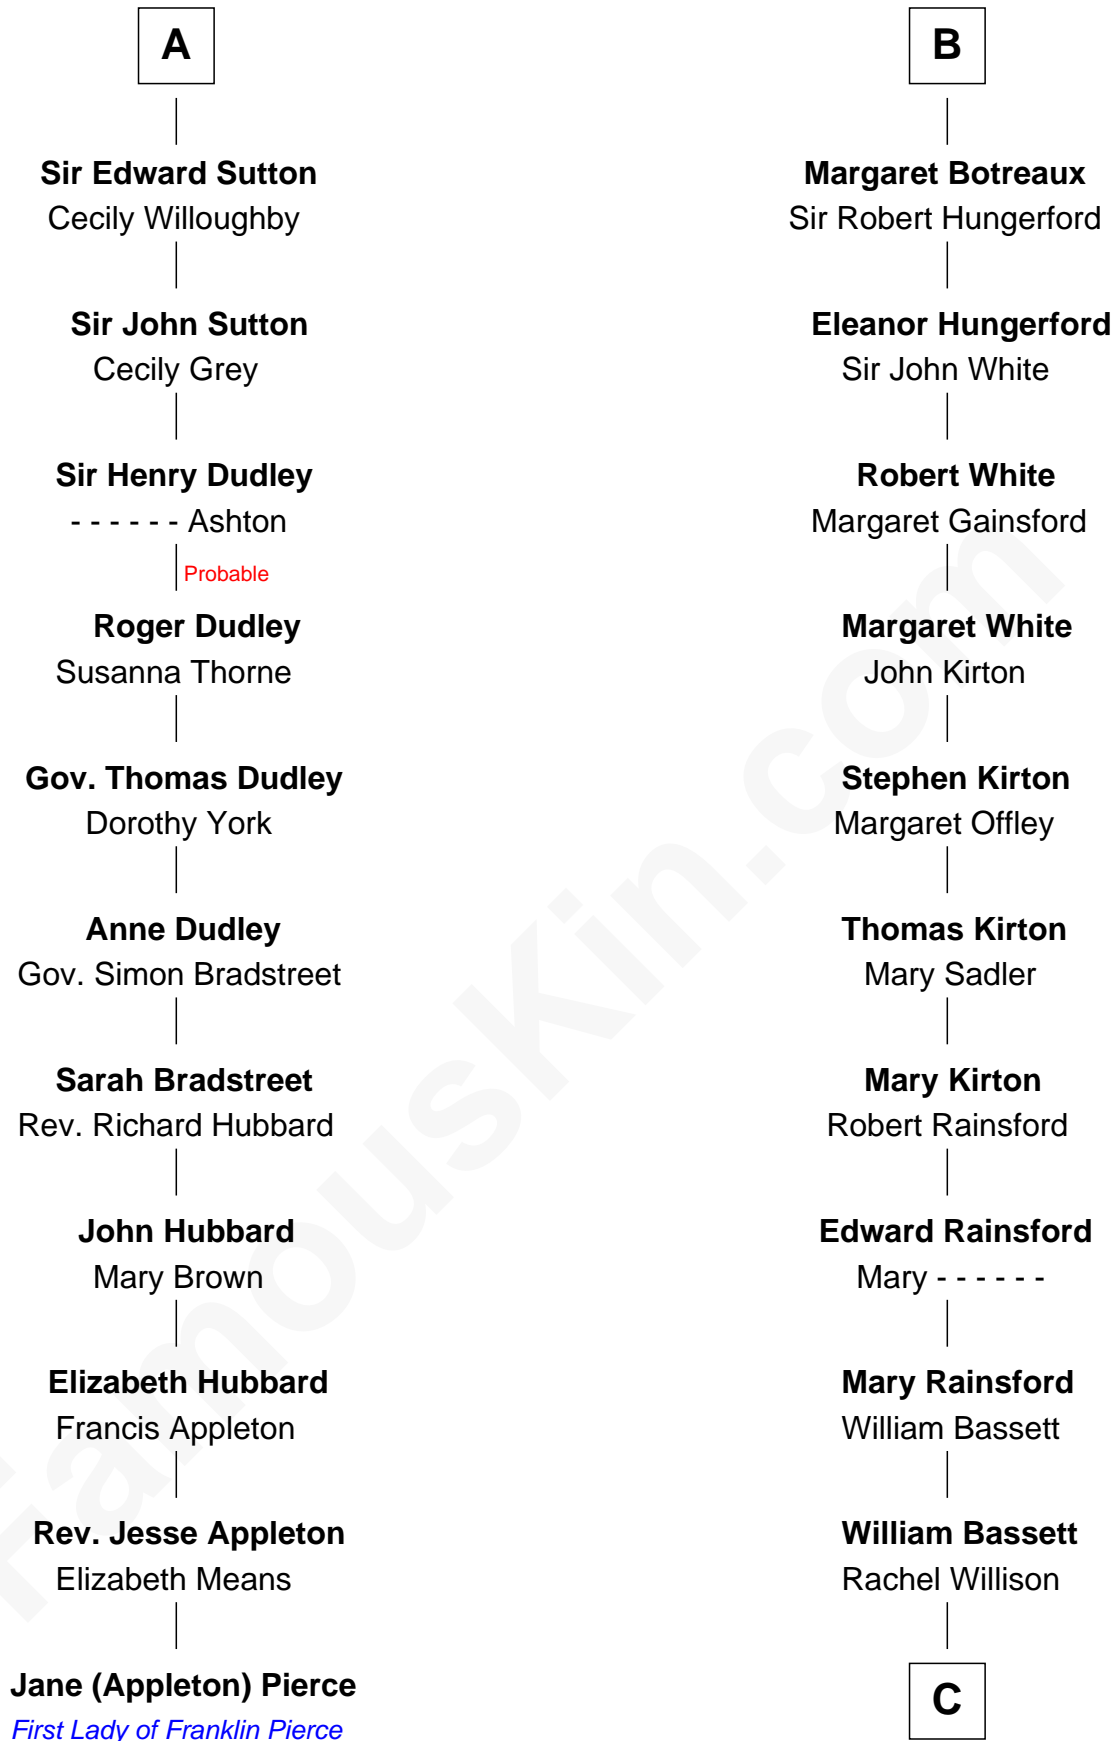 A
Sir Edward Sutton
Cecily Willoughby
Sir John Sutton
Cecily Grey
Sir Henry Dudley
- - - - - - Ashton
Probable
Roger Dudley
Susanna Thorne
Gov. Thomas Dudley
Dorothy York
Anne Dudley
Gov. Simon Bradstreet
Sarah Bradstreet
Rev. Richard Hubbard
John Hubbard
Mary Brown
Elizabeth Hubbard
Francis Appleton
Rev. Jesse Appleton
Elizabeth Means
Jane (Appleton) Pierce
First Lady of Franklin Pierce
B
Margaret Botreaux
Sir Robert Hungerford
Eleanor Hungerford
Sir John White
Robert White
Margaret Gainsford
Margaret White
John Kirton
Stephen Kirton
Margaret Offley
Thomas Kirton
Mary Sadler
Mary Kirton
Robert Rainsford
Edward Rainsford
Mary - - - - - -
Mary Rainsford
William Bassett
William Bassett
Rachel Willison
C
FamousKin.com